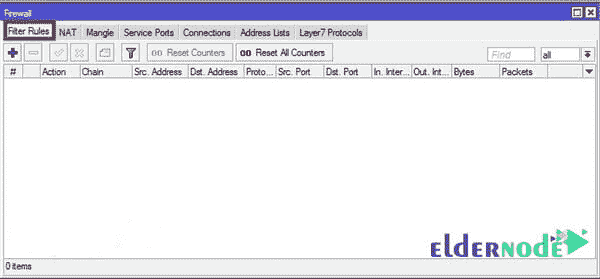 Firewall
Filter Rules NAT Mangle Service Ports Connections Address Lists Layer7 Protocols
00 Reset Counters 00 Reset All Counters Find all
# Action Chain Src. Address Dst. Address Proto... Src. Port Dst. Port In. Inter... Out. Int... Bytes Packets
elderNode
0 items